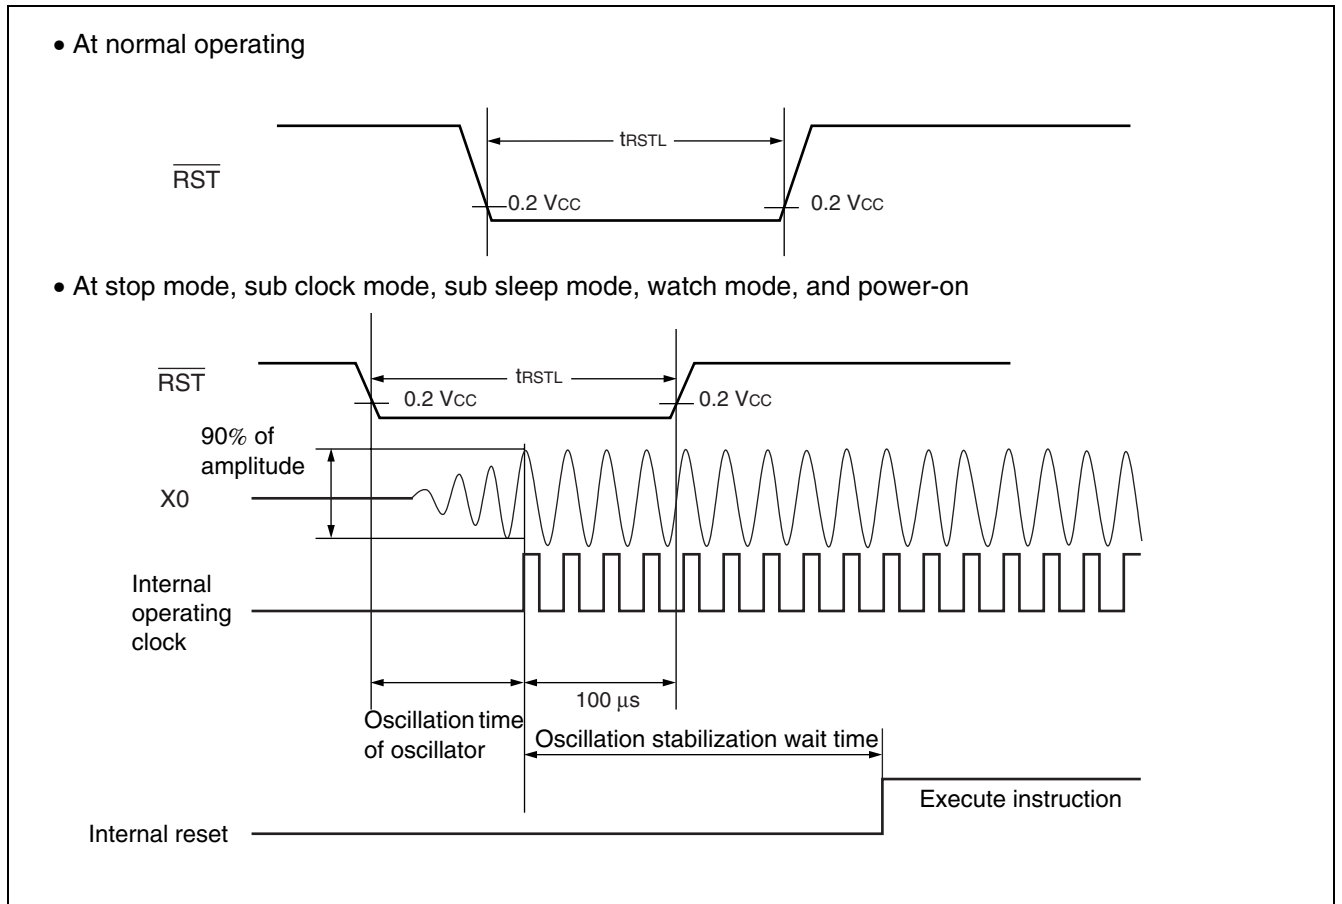 • At normal operating
tRSTL
RST
0.2 VCC
0.2 VCC
• At stop mode, sub clock mode, sub sleep mode, watch mode, and power-on
RST
tRSTL
0.2 VCC
0.2 VCC
90% of
amplitude
X0
Internal
operating
clock
100 μs
Oscillation time
of oscillator
Oscillation stabilization wait time
Execute instruction
Internal reset